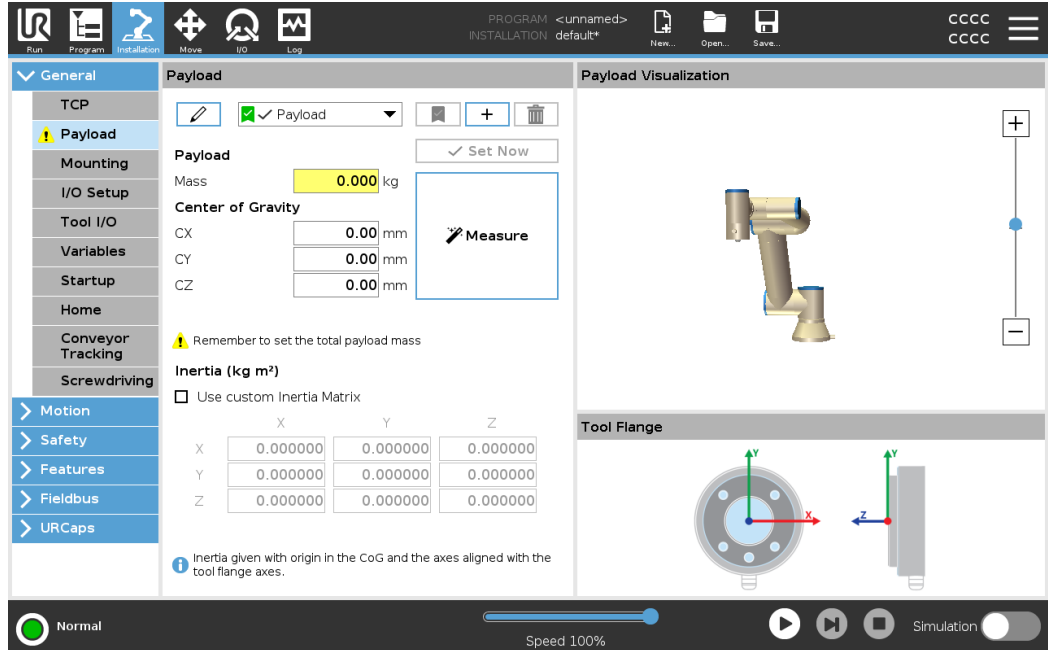 PROGRAM <unnamed>
INSTALLATION default*
CCCC
CCCC
UR
Run
Program
Installation
Move
I/O
Log
New...
Open...
Save...
General
TCP
Payload
Mounting
I/O Setup
Tool I/O
Variables
Startup
Home
Conveyor
Tracking
Screwdriving
Motion
Safety
Features
Fieldbus
URCaps
Payload
Payload
Set Now
Payload
Mass 0.000 kg
Center of Gravity
CX 0.00 mm
CY 0.00 mm
CZ 0.00 mm
Measure
Remember to set the total payload mass
Inertia (kg m²)
Use custom Inertia Matrix
X Y Z
X 0.000000 0.000000 0.000000
Y 0.000000 0.000000 0.000000
Z 0.000000 0.000000 0.000000
Inertia given with origin in the CoG and the axes aligned with the
tool flange axes.
Payload Visualization
Tool Flange
Y
X
Y
Z
Normal
Speed 100%
Simulation